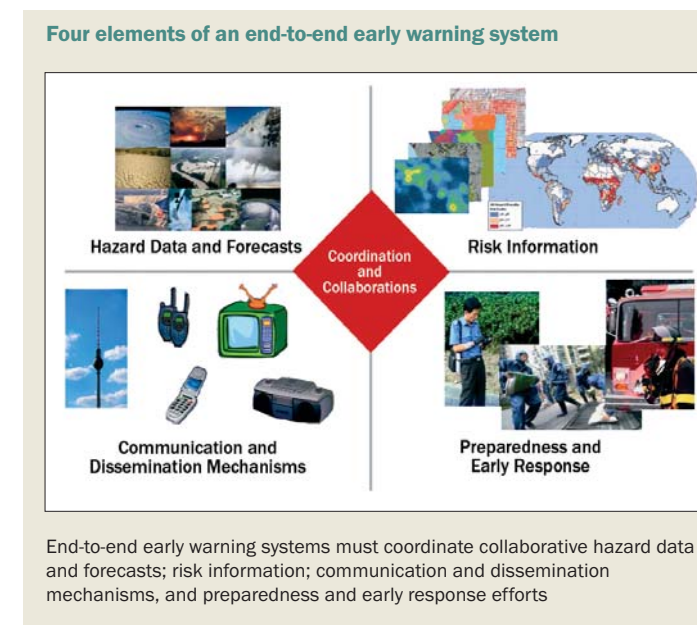 Four elements of an end-to-end early warning system
Hazard Data and Forecasts
Risk Information
Coordination
and
Collaborations
Communication and
Dissemination Mechanisms
Preparedness and
Early Response
End-to-end early warning systems must coordinate collaborative hazard data
and forecasts; risk information; communication and dissemination
mechanisms, and preparedness and early response efforts